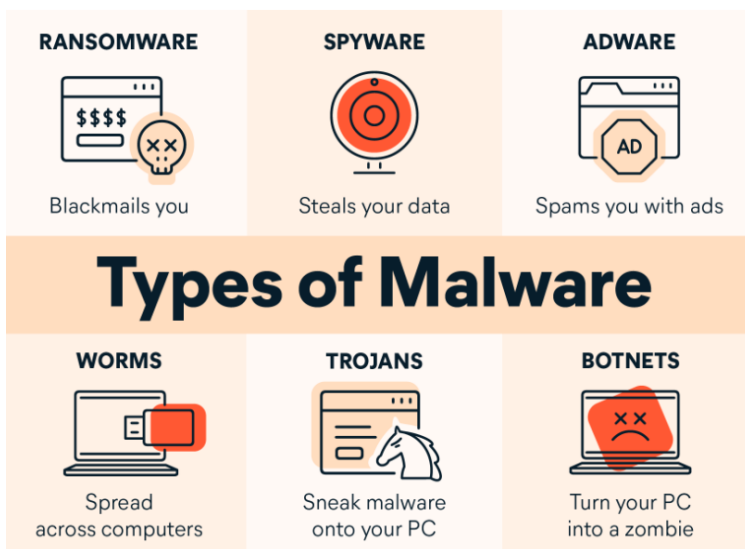 RANSOMWARE
SPYWARE
ADWARE
$$$$
AD
Blackmails you
Steals your data
Spams you with ads
Types of Malware
WORMS
TROJANS
BOTNETS
Spread
across computers
Sneak malware
onto your PC
Turn your PC
into a zombie